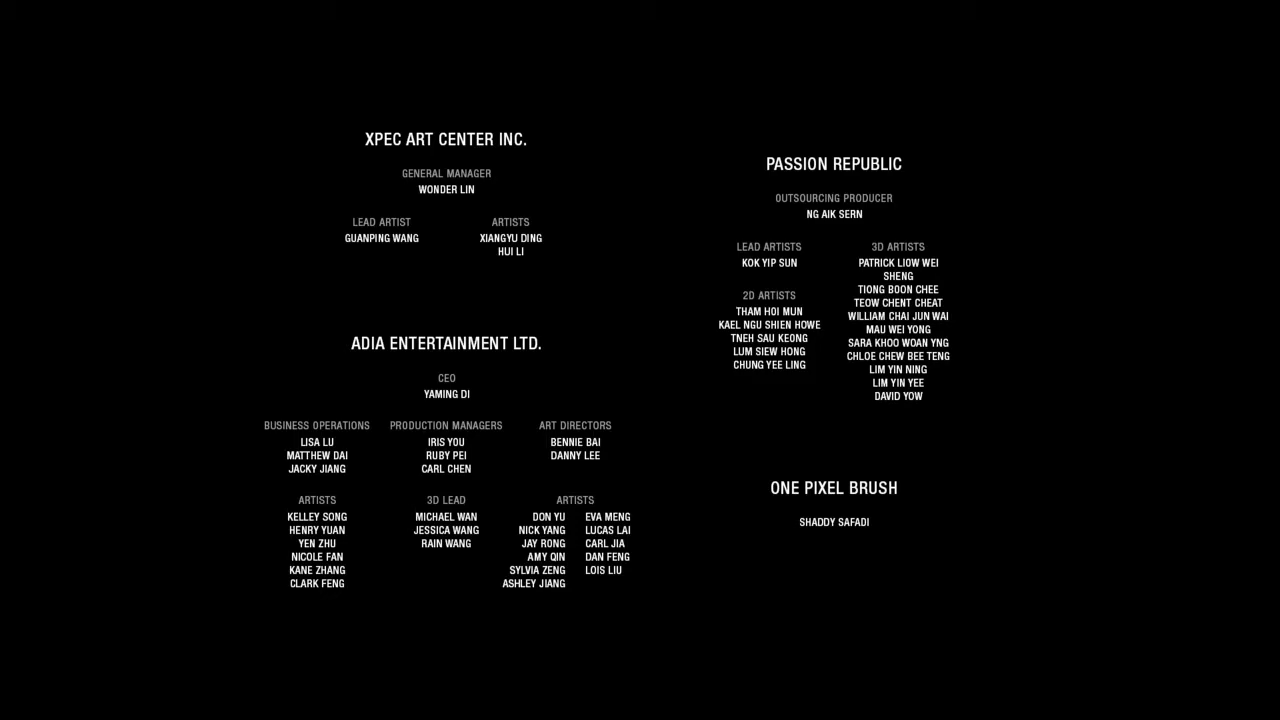 XPEC ART CENTER INC.
GENERAL MANAGER
WONDER LIN
LEAD ARTIST
GUANPING WANG
ARTISTS
XIANGYU DING
HUI LI
ADIA ENTERTAINMENT LTD.
CEO
YAMING DI
BUSINESS OPERATIONS
LISA LU
MATTHEW DAI
JACKY JIANG
PRODUCTION MANAGERS
IRIS YOU
RUBY PEI
CARL CHEN
ART DIRECTORS
BENNIE BAI
DANNY LEE
ARTISTS
KELLEY SONG
HENRY YUAN
YEN ZHU
NICOLE FAN
KANE ZHANG
CLARK FENG
3D LEAD
MICHAEL WAN
JESSICA WANG
RAIN WANG
ARTISTS
DON YU
NICK YANG
JAY RONG
AMY QIN
SYLVIA ZENG
ASHLEY JIANG
EVA MENG
LUCAS LAI
CARL JIA
DAN FENG
LOIS LIU
PASSION REPUBLIC
OUTSOURCING PRODUCER
NG AIK SERN
LEAD ARTISTS
KOK YIP SUN
2D ARTISTS
THAM HOI MUN
KAEL NGU SHIEN HOWE
TNEH SAU KEONG
LUM SIEW HONG
CHUNG YEE LING
3D ARTISTS
PATRICK LIOW WEI
SHENG
TIONG BOON CHEE
TEOW CHENT CHEAT
WILLIAM CHAI JUN WAI
MAU WEI YONG
SARA KHOO WOAN YNG
CHLOE CHEW BEE TENG
LIM YIN NING
LIM YIN YEE
DAVID YOW
ONE PIXEL BRUSH
SHADDY SAFADI